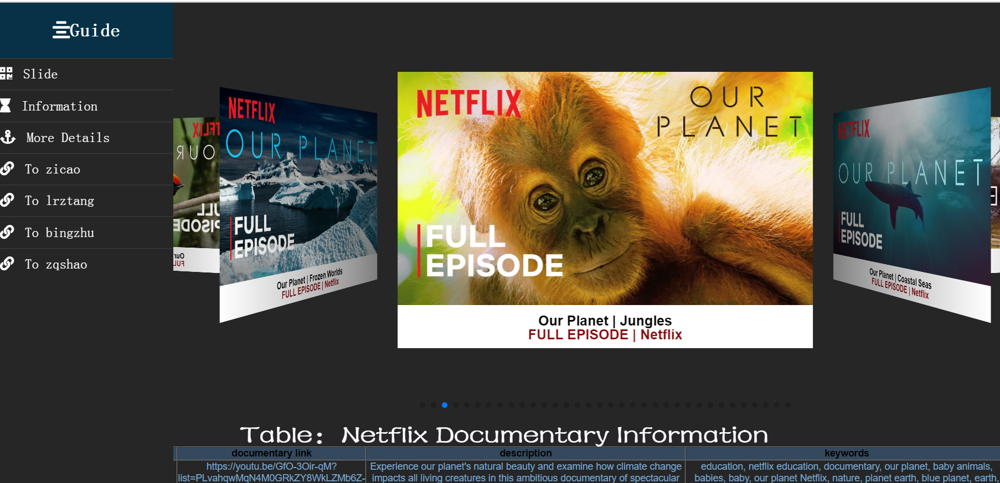 Guide
Slide
Information
More Details
To zicao
To lrztang
To bingzhu
To zqshao
NETFLIX
OUR PLANET
FULL
EPISODE
Our Planet | Frozen Worlds
FULL EPISODE | Netflix
NETFLIX
OUR
PLANET
FULL
EPISODE
Our Planet | Jungles
FULL EPISODE | Netflix
NETFLIX
OUR PLANET
FULL
EPISODE
Our Planet | Coastal Seas
FULL EPISODE | Netflix
Table: Netflix Documentary Information
documentary link
description
keywords
https://youtu.be/GfO-3Oir-qM?
list=PLvahqwMqN4M0GRkZY8WkLZMb6Z-
Experience our planet's natural beauty and examine how climate change
impacts all living creatures in this ambitious documentary of spectacular
education, netflix education, documentary, our planet, baby animals,
babies, baby, our planet Netflix, nature, planet earth, blue planet, earth,